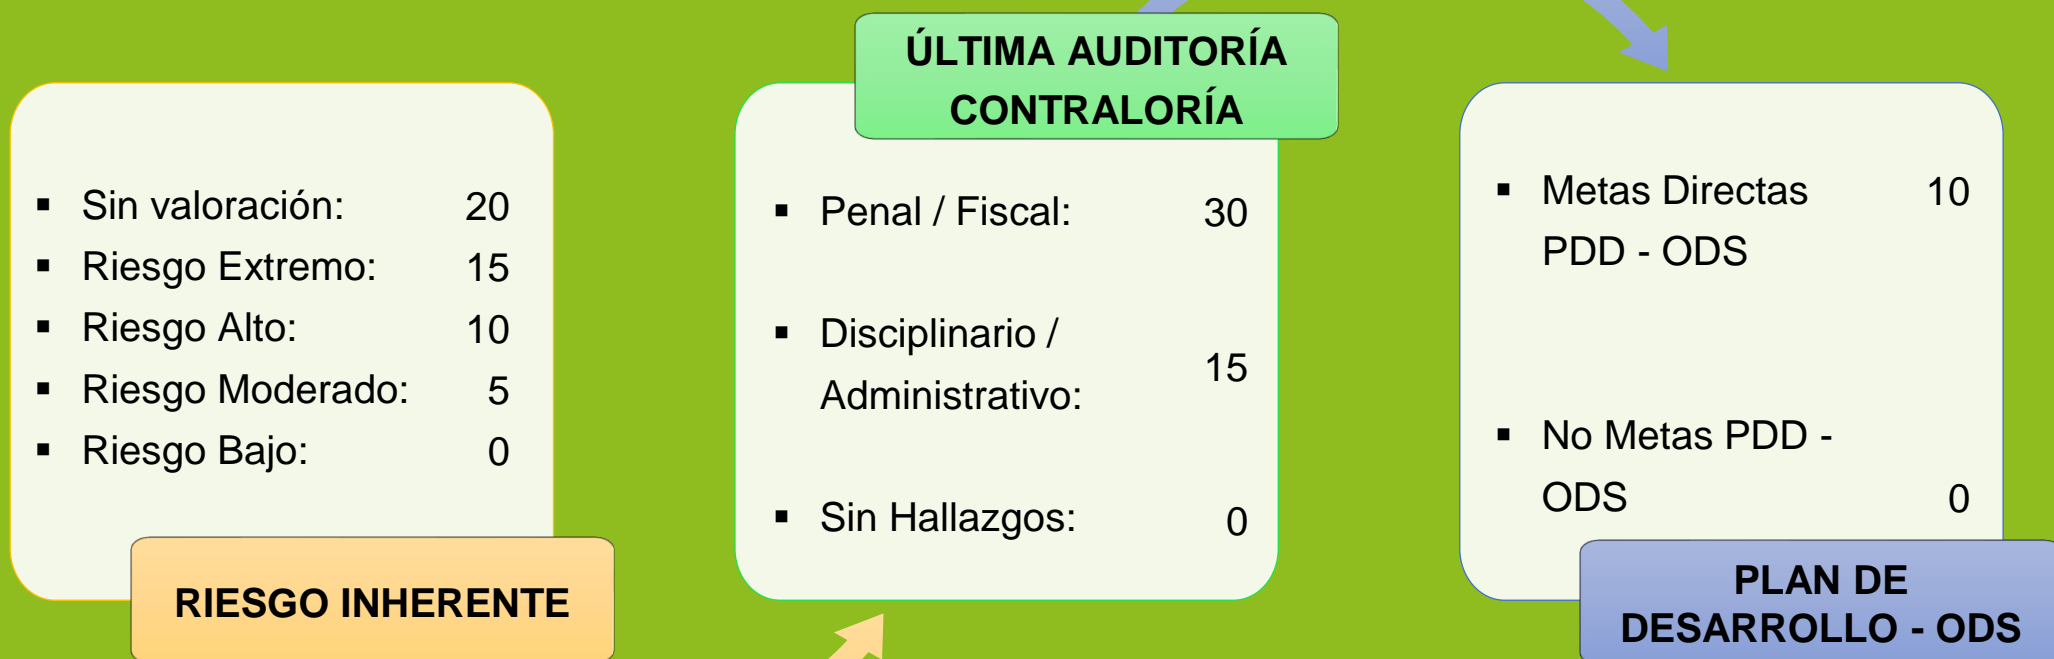 Sin valoración: 20
Riesgo Extremo: 15
Riesgo Alto: 10
Riesgo Moderado: 5
Riesgo Bajo: 0
RIESGO INHERENTE
ÚLTIMA AUDITORÍA
CONTRALORÍA
Penal / Fiscal: 30
Disciplinario /
Administrativo: 15
Sin Hallazgos: 0
Metas Directas 10
PDD - ODS
No Metas PDD -
ODS 0
PLAN DE
DESARROLLO - ODS